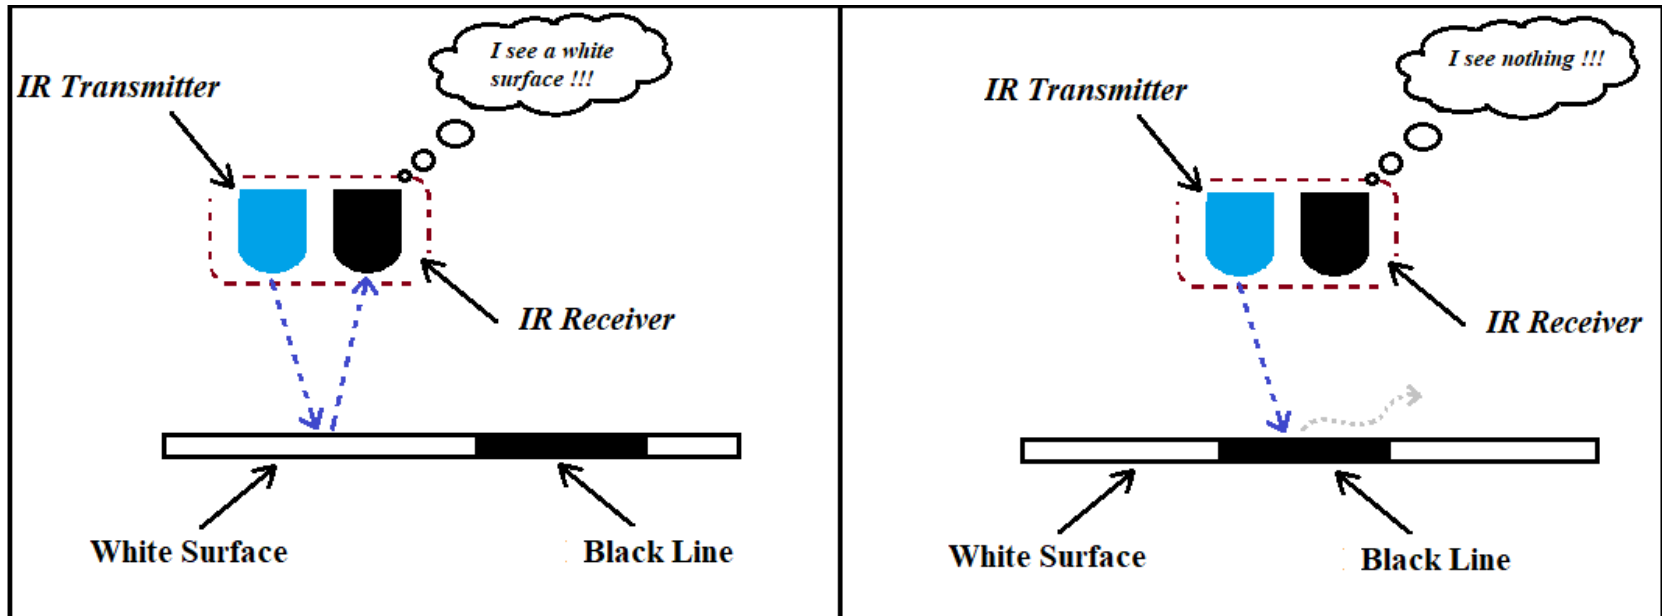 I see a white
surface !!!
IR Transmitter
IR Receiver
White Surface
Black Line
I see nothing !!!
IR Transmitter
IR Receiver
White Surface
Black Line